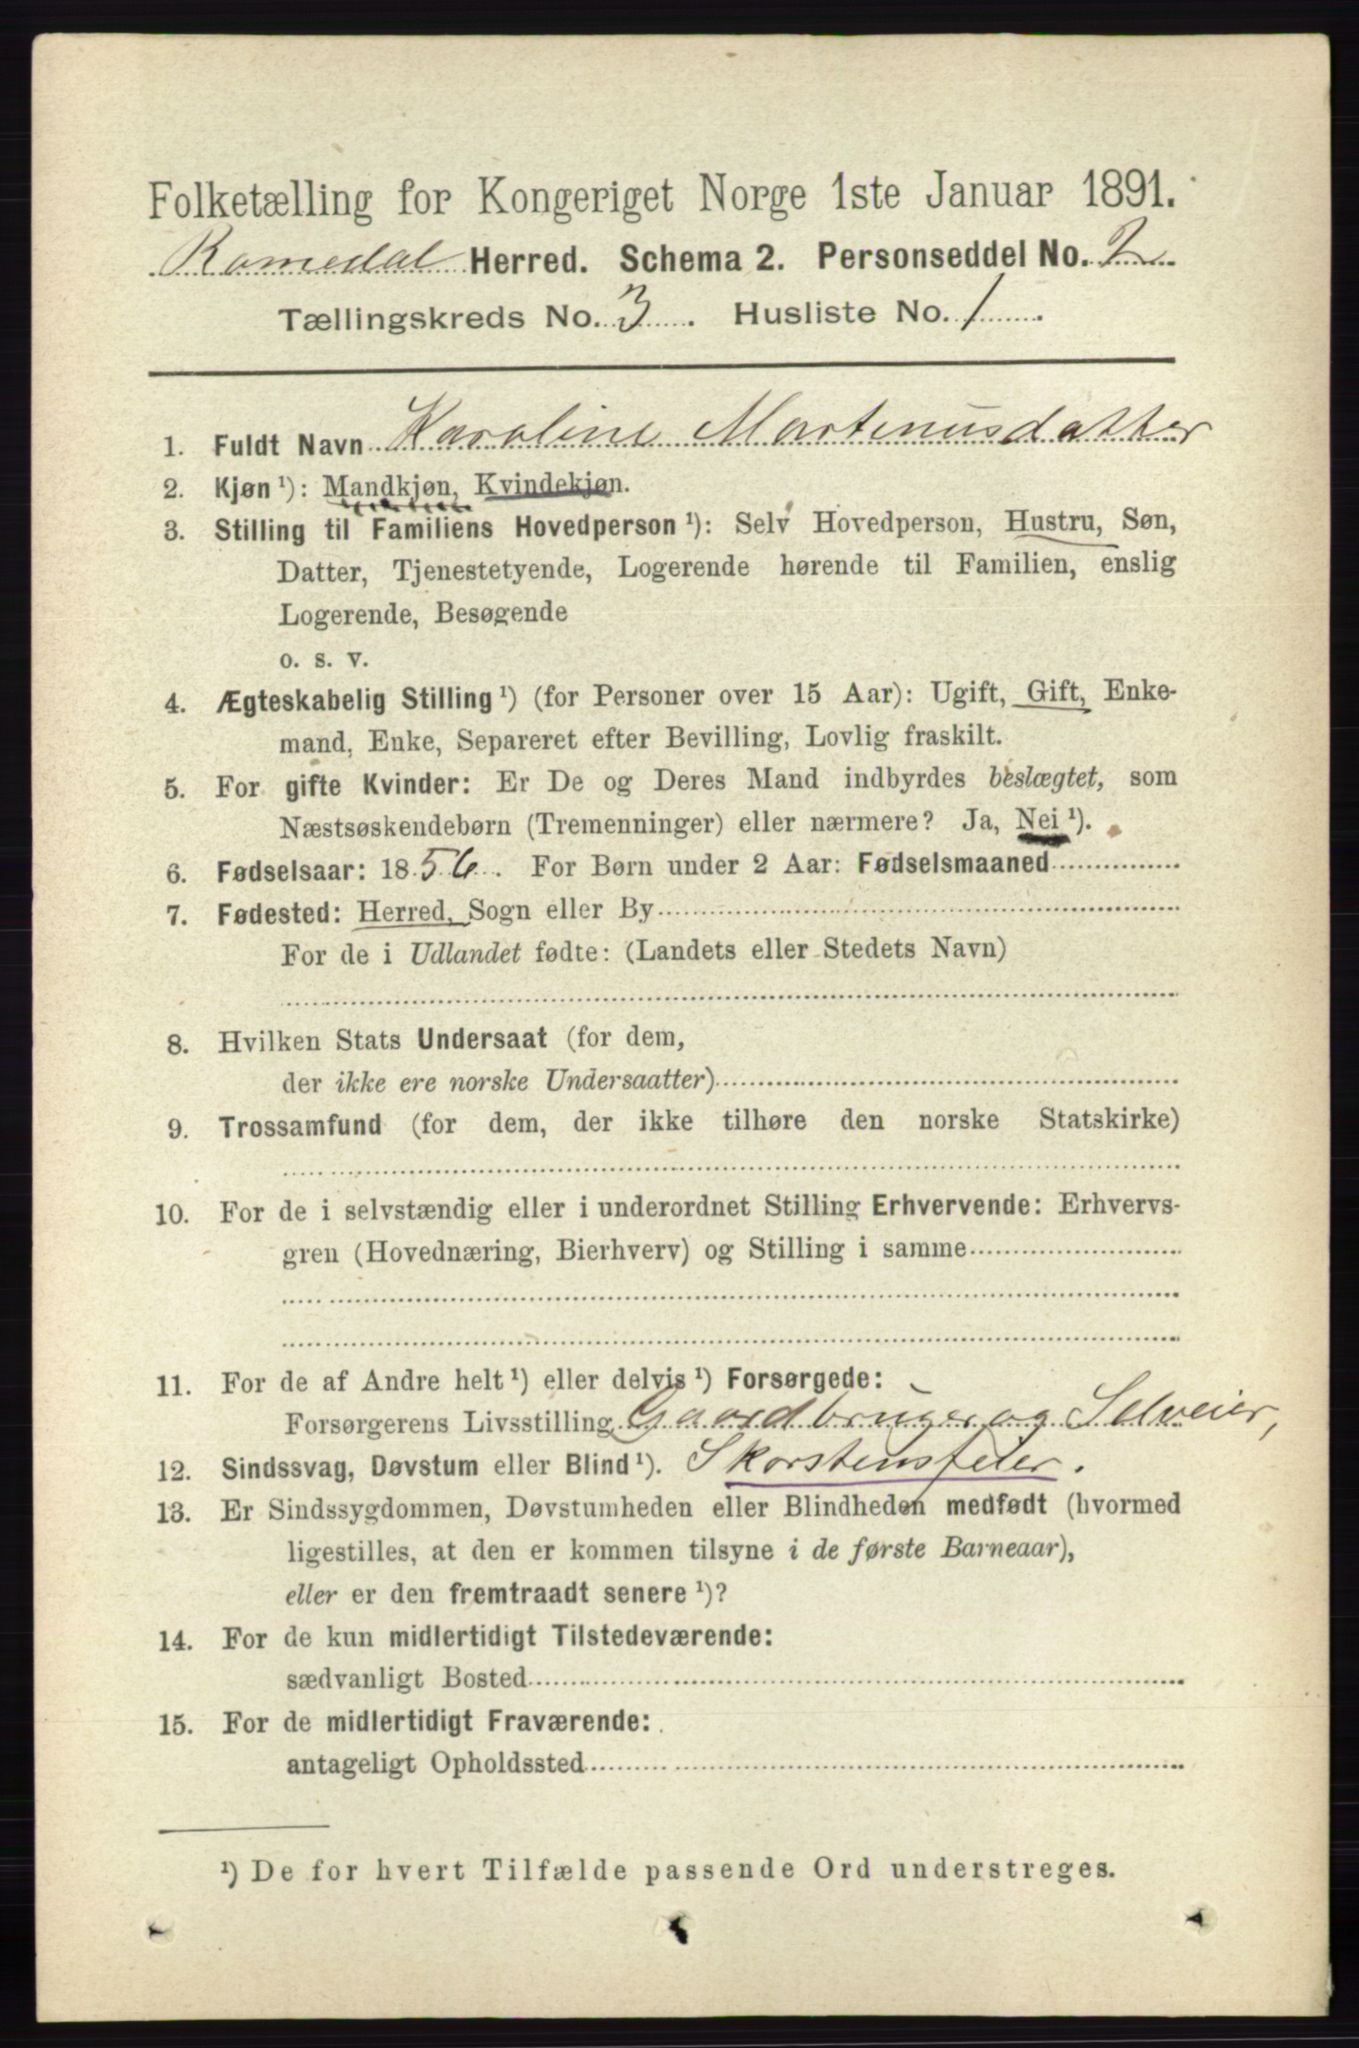 Folketælling for Kongeriget Norge 1ste Januar 1891.
Romedal Herred. Schema 2. Personseddel No. 2
Tællingskreds No. 3. Husliste No. 1
1. Fuldt Navn Karoline Martinusdatter
2. Kjøn ¹): Mandkjøn, Kvindekjøn.
3. Stilling til Familiens Hovedperson ¹): Selv Hovedperson, Hustru, Søn,
Datter, Tjenestetyende, Logerende hørende til Familien, enslig
Logerende, Besøgende
o. s. v.
4. Ægteskabelig Stilling ¹) (for Personer over 15 Aar): Ugift, Gift, Enke-
mand, Enke, Separeret efter Bevilling, Lovlig fraskilt.
5. For gifte Kvinder: Er De og Deres Mand indbyrdes beslægtet, som
Næstsøskendebørn (Tremenninger) eller nærmere? Ja, Nei ¹).
6. Fødselsaar: 1856. For Børn under 2 Aar: Fødselsmaaned
7. Fødested: Herred, Sogn eller By
For de i Udlandet fødte: (Landets eller Stedets Navn)
8. Hvilken Stats Undersaat (for dem,
der ikke ere norske Undersaatter)
9. Trossamfund (for dem, der ikke tilhøre den norske Statskirke)
10. For de i selvstændig eller i underordnet Stilling Erhvervende: Erhvervs-
gren (Hovednæring, Bierhverv) og Stilling i samme
11. For de af Andre helt ¹) eller delvis ¹) Forsørgede:
Forsørgerens Livsstilling Gaardbruger og Selveier,
12. Sindssvag, Døvstum eller Blind ¹). Skorstensfeier.
13. Er Sindssygdommen, Døvstumheden eller Blindheden medfødt (hvormed
ligestilles, at den er kommen tilsyne i de første Barneaar),
eller er den fremtraadt senere ¹)?
14. For de kun midlertidigt Tilstedeværende:
sædvanligt Bosted
15. For de midlertidigt Fraværende:
antageligt Opholdssted
¹) De for hvert Tilfælde passende Ord understreges.